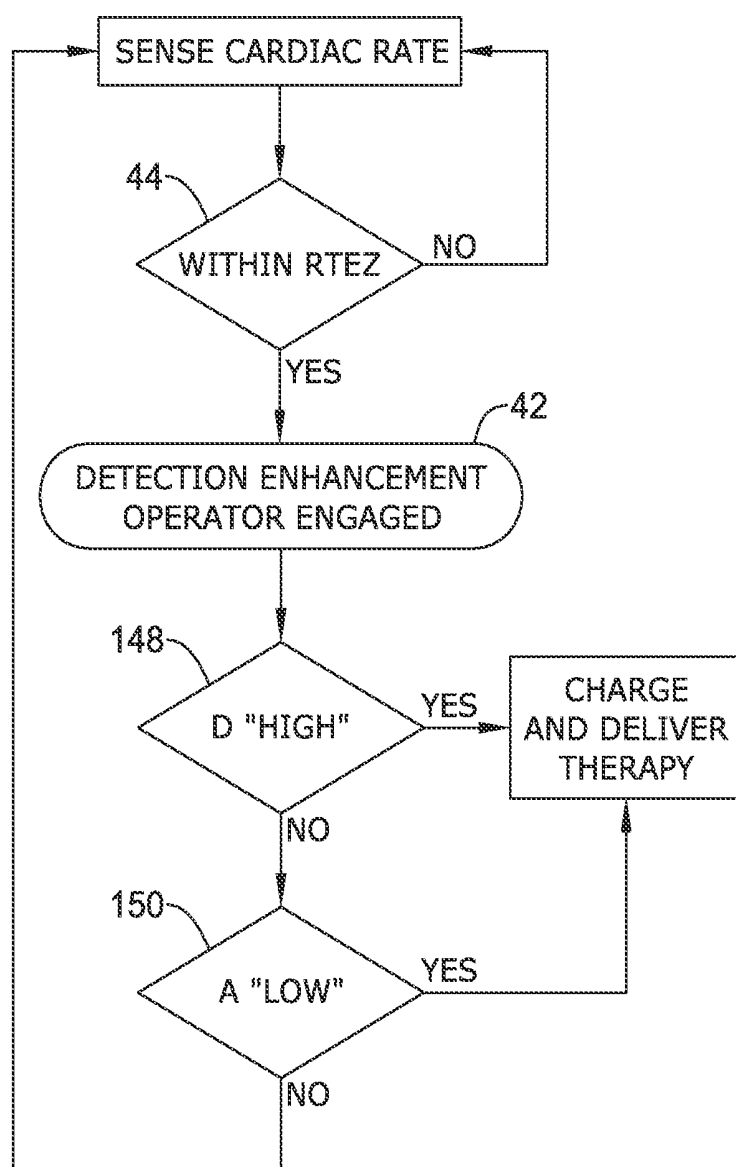 SENSE CARDIAC RATE
44
WITHIN RTEZ
NO
YES
42
DETECTION ENHANCEMENT
OPERATOR ENGAGED
148
D "HIGH"
YES
CHARGE
AND DELIVER
THERAPY
NO
150
A "LOW"
YES
NO